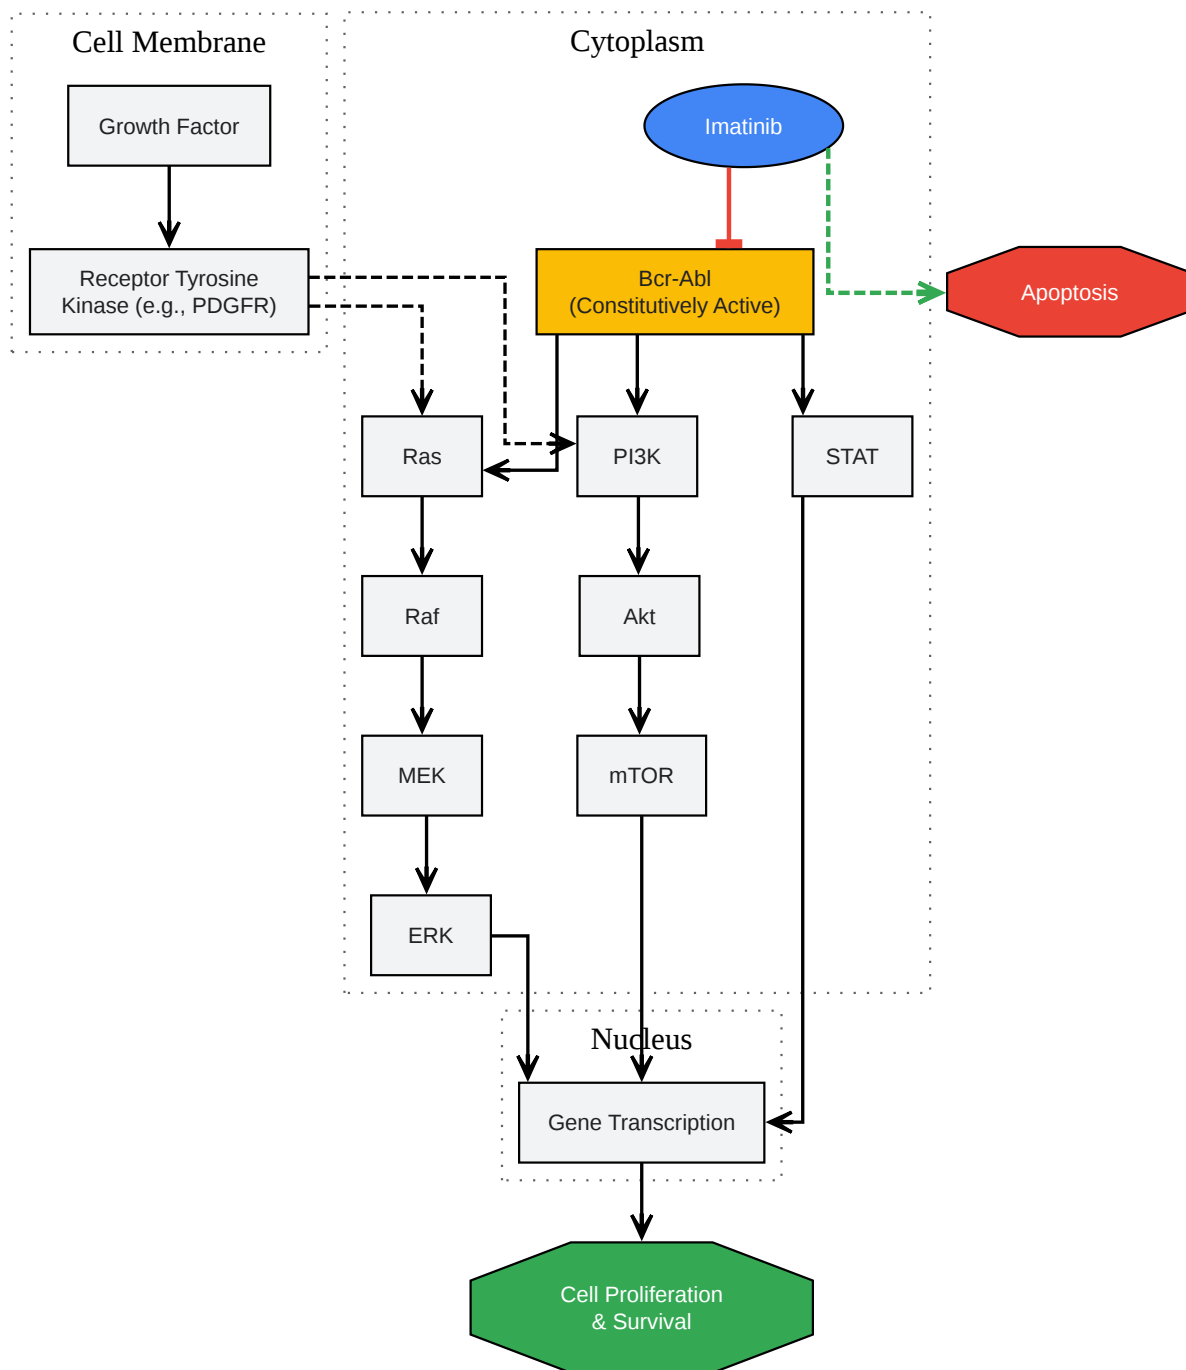 Cell Membrane
Cytoplasm
Growth Factor
Imatinib
Receptor Tyrosine
Kinase (e.g., PDGFR)
Bcr-Abl
(Constitutively Active)
Apoptosis
Ras
PI3K
STAT
Raf
Akt
MEK
mTOR
ERK
Nucleus
Gene Transcription
Cell Proliferation
& Survival